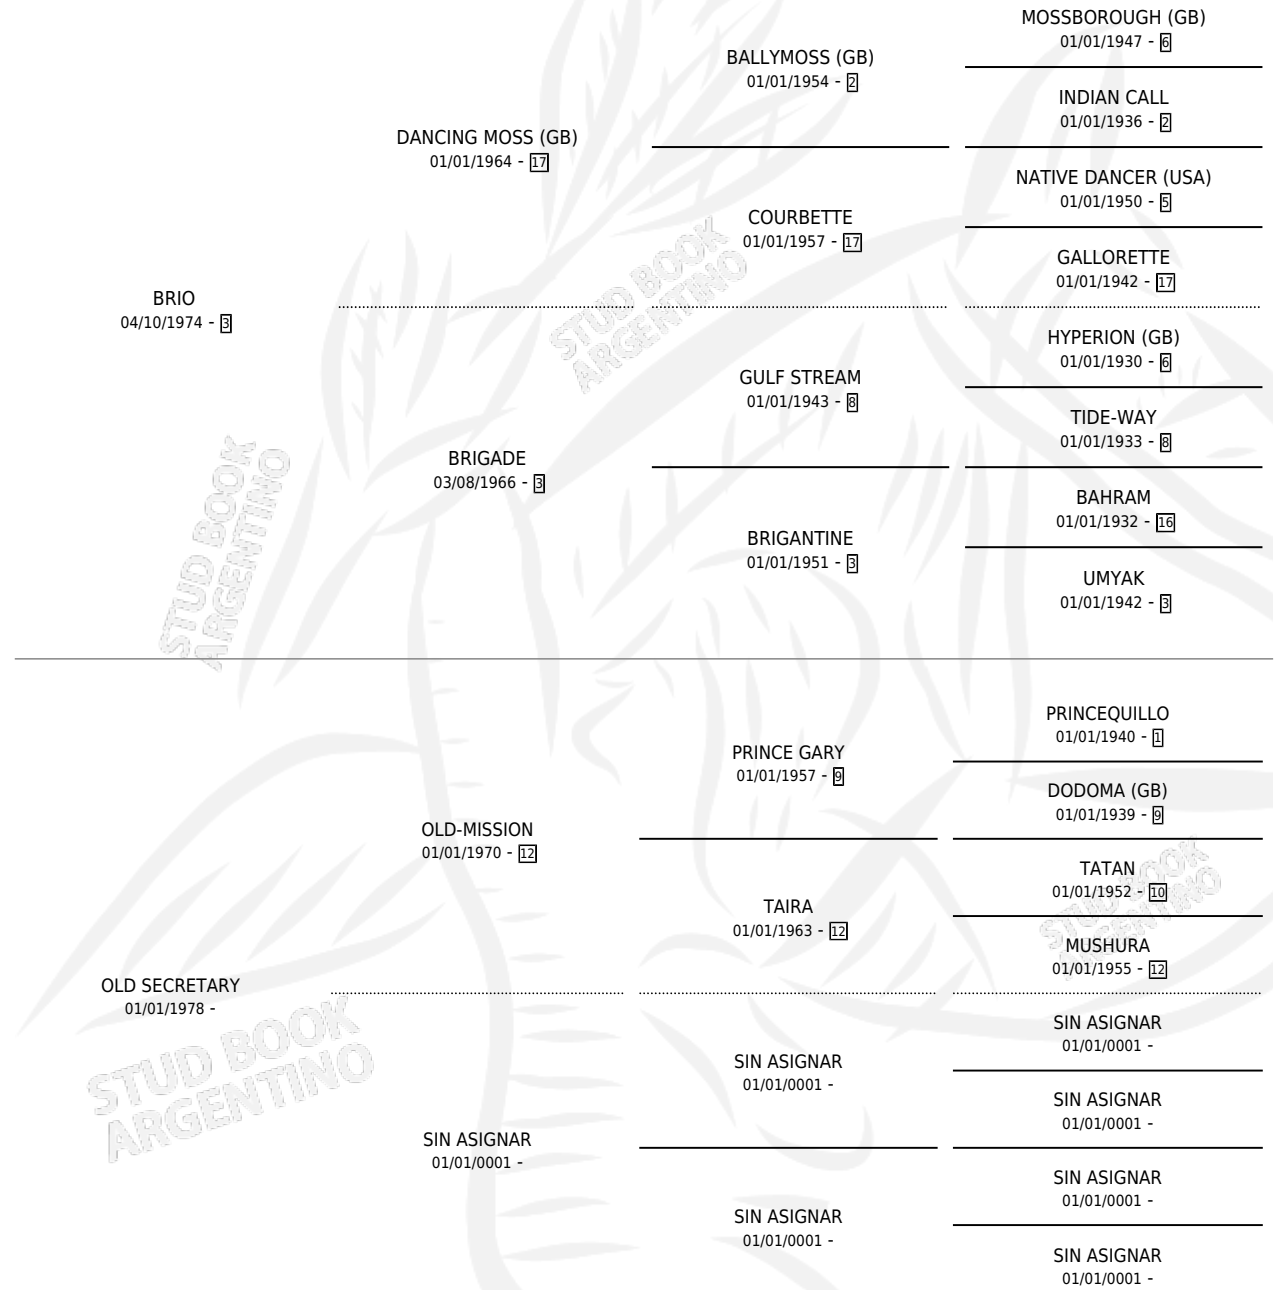 MOSSBOROUGH (GB)
01/01/1947 - 6
BALLYMOSS (GB)
01/01/1954 - 2
INDIAN CALL
01/01/1936 - 2
DANCING MOSS (GB)
01/01/1964 - 17
NATIVE DANCER (USA)
01/01/1950 - 5
COURBETTE
01/01/1957 - 17
GALLORETTE
01/01/1942 - 17
BRIO
04/10/1974 - 3
HYPERION (GB)
01/01/1930 - 6
GULF STREAM
01/01/1943 - 8
TIDE-WAY
01/01/1933 - 8
BRIGADE
03/08/1966 - 3
BAHRAM
01/01/1932 - 16
BRIGANTINE
01/01/1951 - 3
UMYAK
01/01/1942 - 3
STUD BOOK
ARGENTINO
STUD BOOK
ARGENTINO
PRINCEQUILLO
01/01/1940 - 1
PRINCE GARY
01/01/1957 - 9
DODOMA (GB)
01/01/1939 - 9
OLD-MISSION
01/01/1970 - 12
TATAN
01/01/1952 - 10
TAIRA
01/01/1963 - 12
MUSHURA
01/01/1955 - 12
OLD SECRETARY
01/01/1978 -
SIN ASIGNAR
01/01/0001 -
SIN ASIGNAR
01/01/0001 -
SIN ASIGNAR
01/01/0001 -
SIN ASIGNAR
01/01/0001 -
SIN ASIGNAR
01/01/0001 -
SIN ASIGNAR
01/01/0001 -
SIN ASIGNAR
01/01/0001 -
STUD BOOK
ARGENTINO
STUD BOOK
ARGENTINO